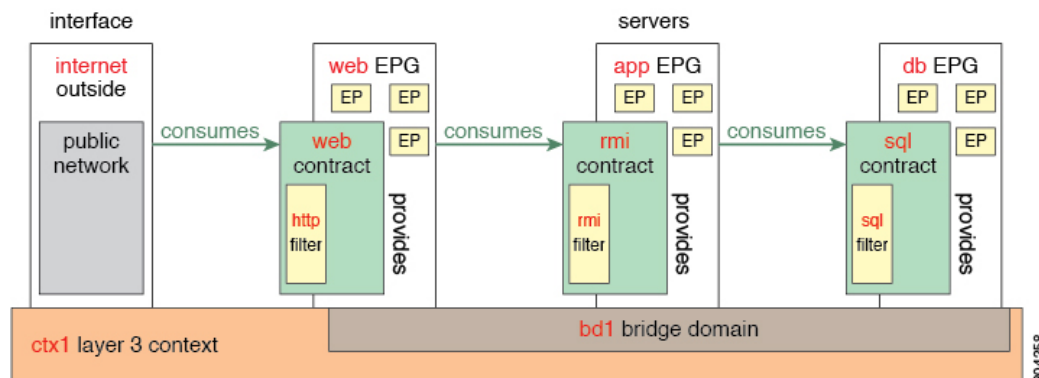 interface
servers
internet
outside
public
network
consumes
web EPG
EP
EP
EP
web
contract
http
filter
provides
consumes
app EPG
EP
EP
EP
rmi
contract
rmi
filter
provides
consumes
db EPG
EP
EP
EP
sql
contract
sql
filter
provides
bd1 bridge domain
ctx1 layer 3 context